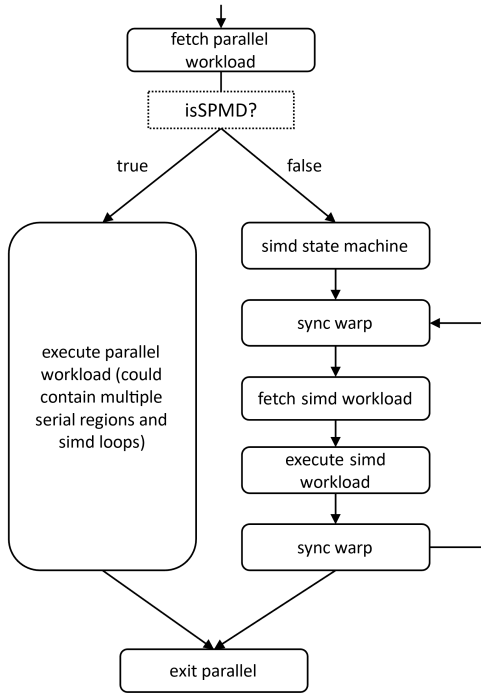 fetch parallel
workload
isSPMD?
true
false
simd state machine
sync warp
execute parallel
workload (could
contain multiple
serial regions and
simd loops)
fetch simd workload
execute simd
workload
sync warp
exit parallel